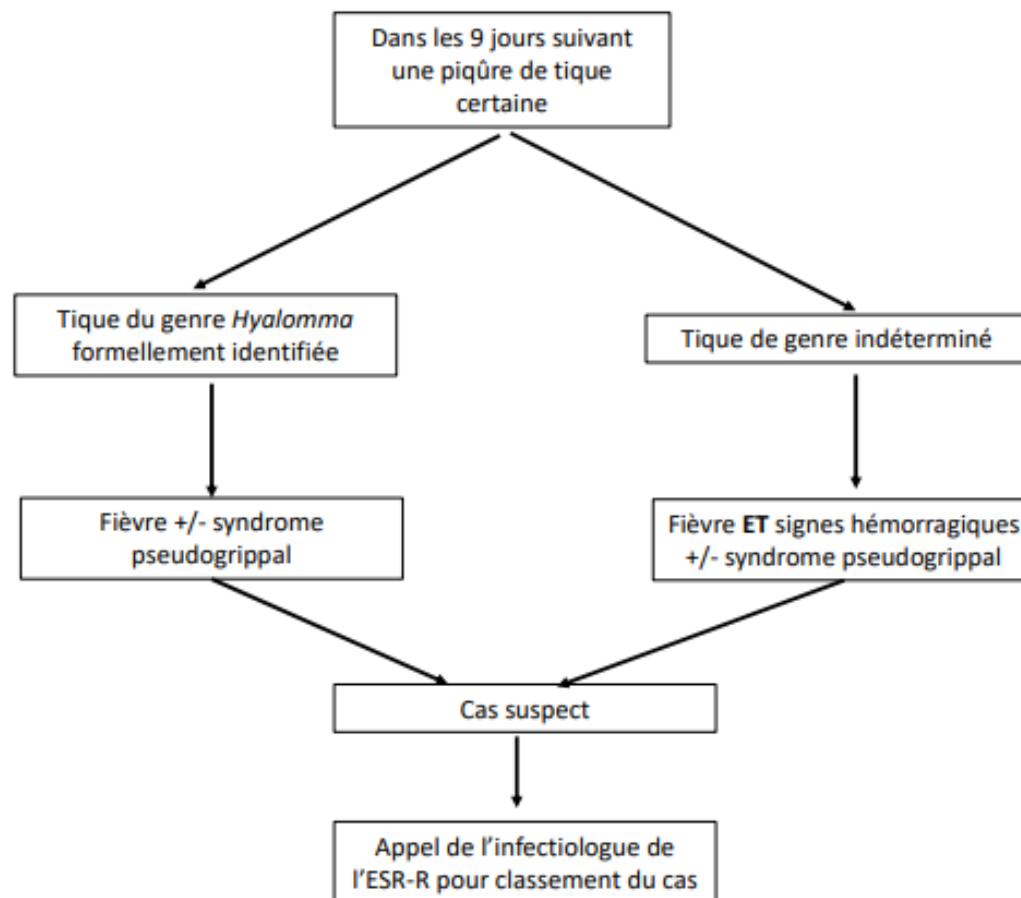 Dans les 9 jours suivant
une piqûre de tique
certaine
Tique du genre Hyalomma
formellement identifiée
Tique de genre indéterminé
Fièvre +/- syndrome
pseudogrippal
Fièvre ET signes hémorragiques
+/- syndrome pseudogrippal
Cas suspect
Appel de l’infectiologue de
l’ESR-R pour classement du cas